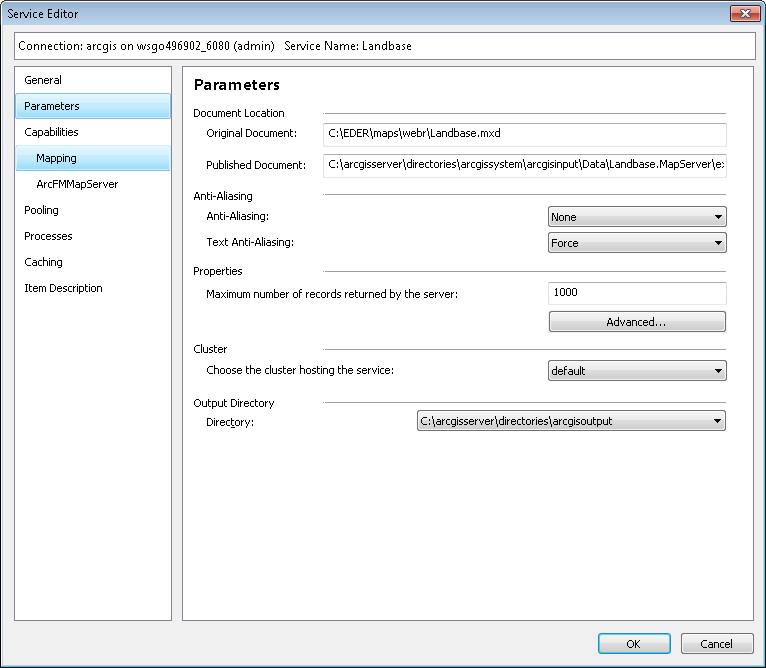 Service Editor
Connection: arcgis on wsgo496902_6080 (admin) Service Name: Landbase
General
Parameters
Capabilities
Mapping
ArcFMMapServer
Pooling
Processes
Caching
Item Description
Parameters
Document Location
Original Document: C:\EDER\maps\webr\Landbase.mxd
Published Document: C:\arcgisserver\directories\arcgissystem\arcgisinput\Data\Landbase.MapServer\e
Anti-Aliasing
Anti-Aliasing: None
Text Anti-Aliasing: Force
Properties
Maximum number of records returned by the server: 1000
Advanced...
Cluster
Choose the cluster hosting the service: default
Output Directory
Directory: C:\arcgisserver\directories\arcgisoutput
OK Cancel